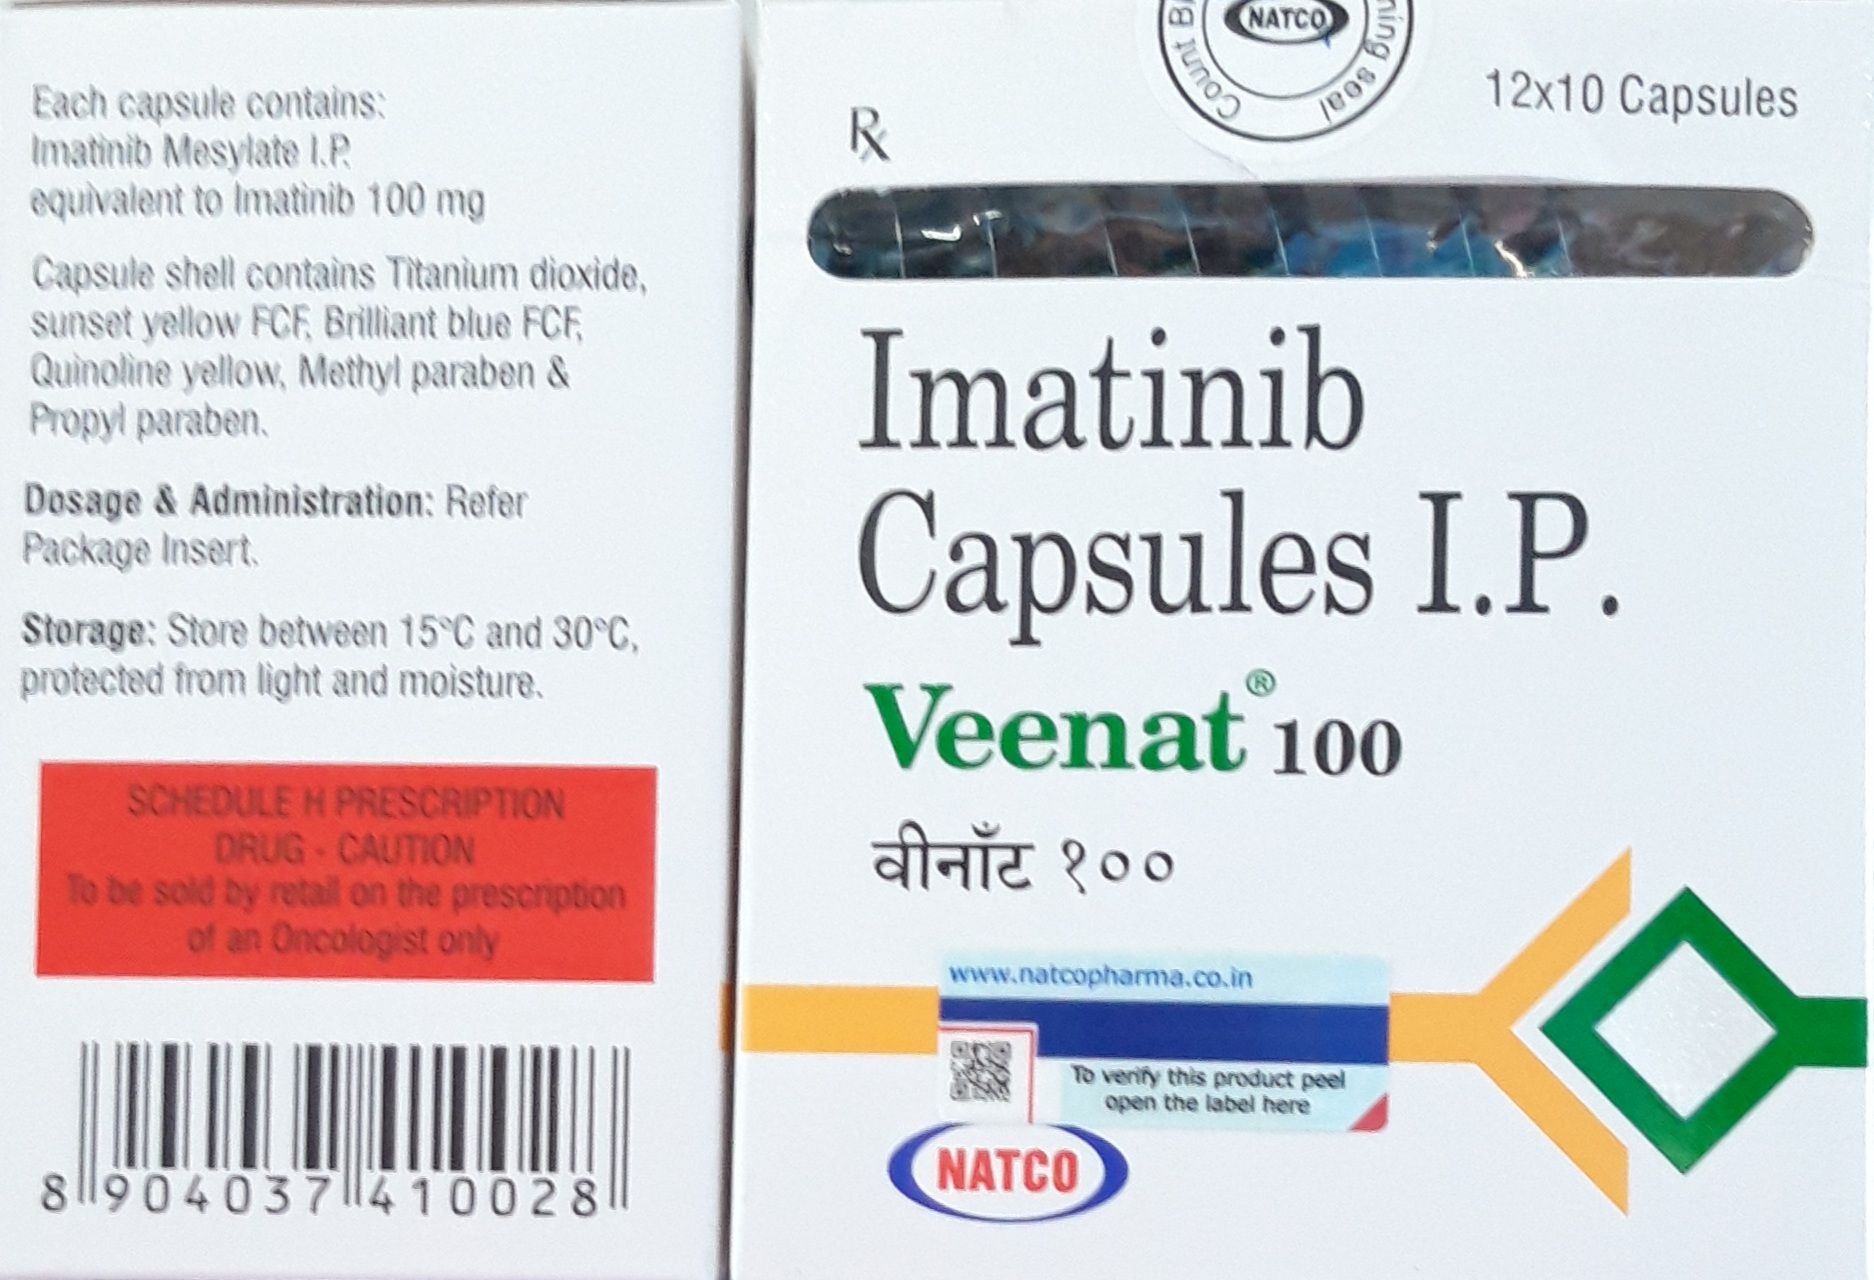 Each capsule contains:
Imatinib Mesylate I.P.
equivalent to Imatinib 100 mg
Capsule shell contains Titanium dioxide,
sunset yellow FCF, Brilliant blue FCF,
Quinoline yellow, Methyl paraben &
Propyl paraben.
Dosage & Administration: Refer
Package Insert.
Storage: Store between 15°C and 30°C,
protected from light and moisture.
SCHEDULE H PRESCRIPTION
DRUG - CAUTION
To be sold by retail on the prescription
of an Oncologist only
8 904037 410028
NATCO
Count
seal
12x10 Capsules
Rx
Imatinib
Capsules I.P.
Veenat® 100
वीनॉंट १००
www.natcopharma.co.in
To verify this product peel
open the label here
NATCO